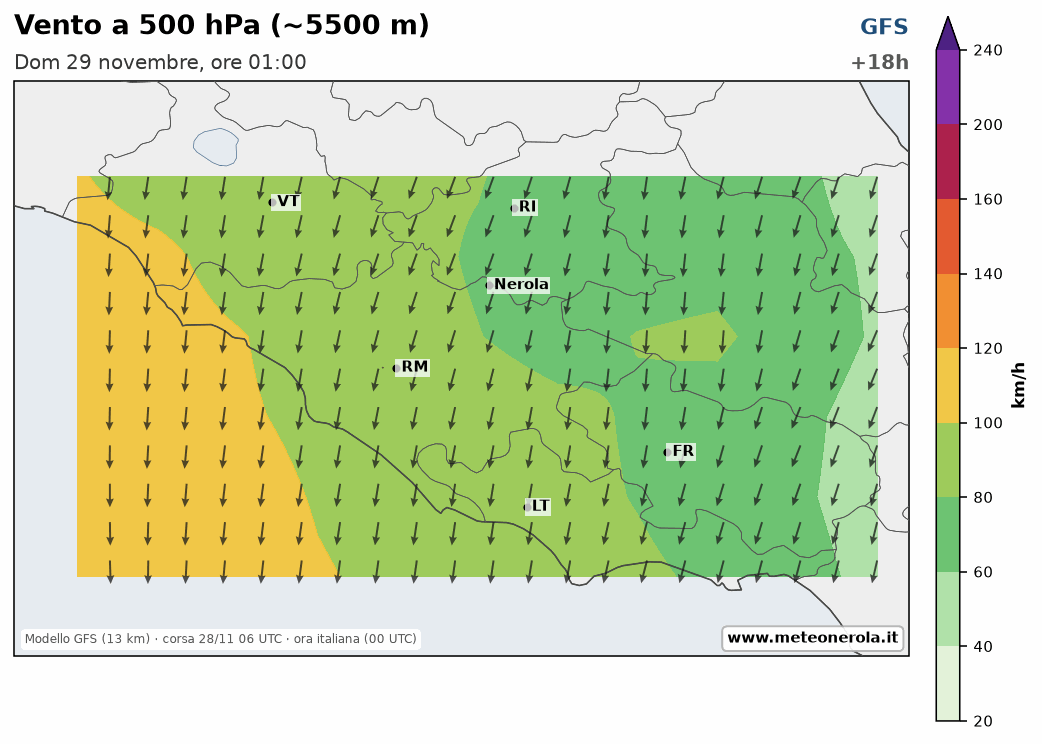 Vento a 500 hPa (~5500 m)
GFS
Dom 29 novembre, ore 01:00
+18h
240
200
160
140
120
100
80
60
40
20
km/h
VT
RI
Nerola
RM
FR
LT
Modello GFS (13 km) · corsa 28/11 06 UTC · ora italiana (00 UTC)
www.meteonerola.it